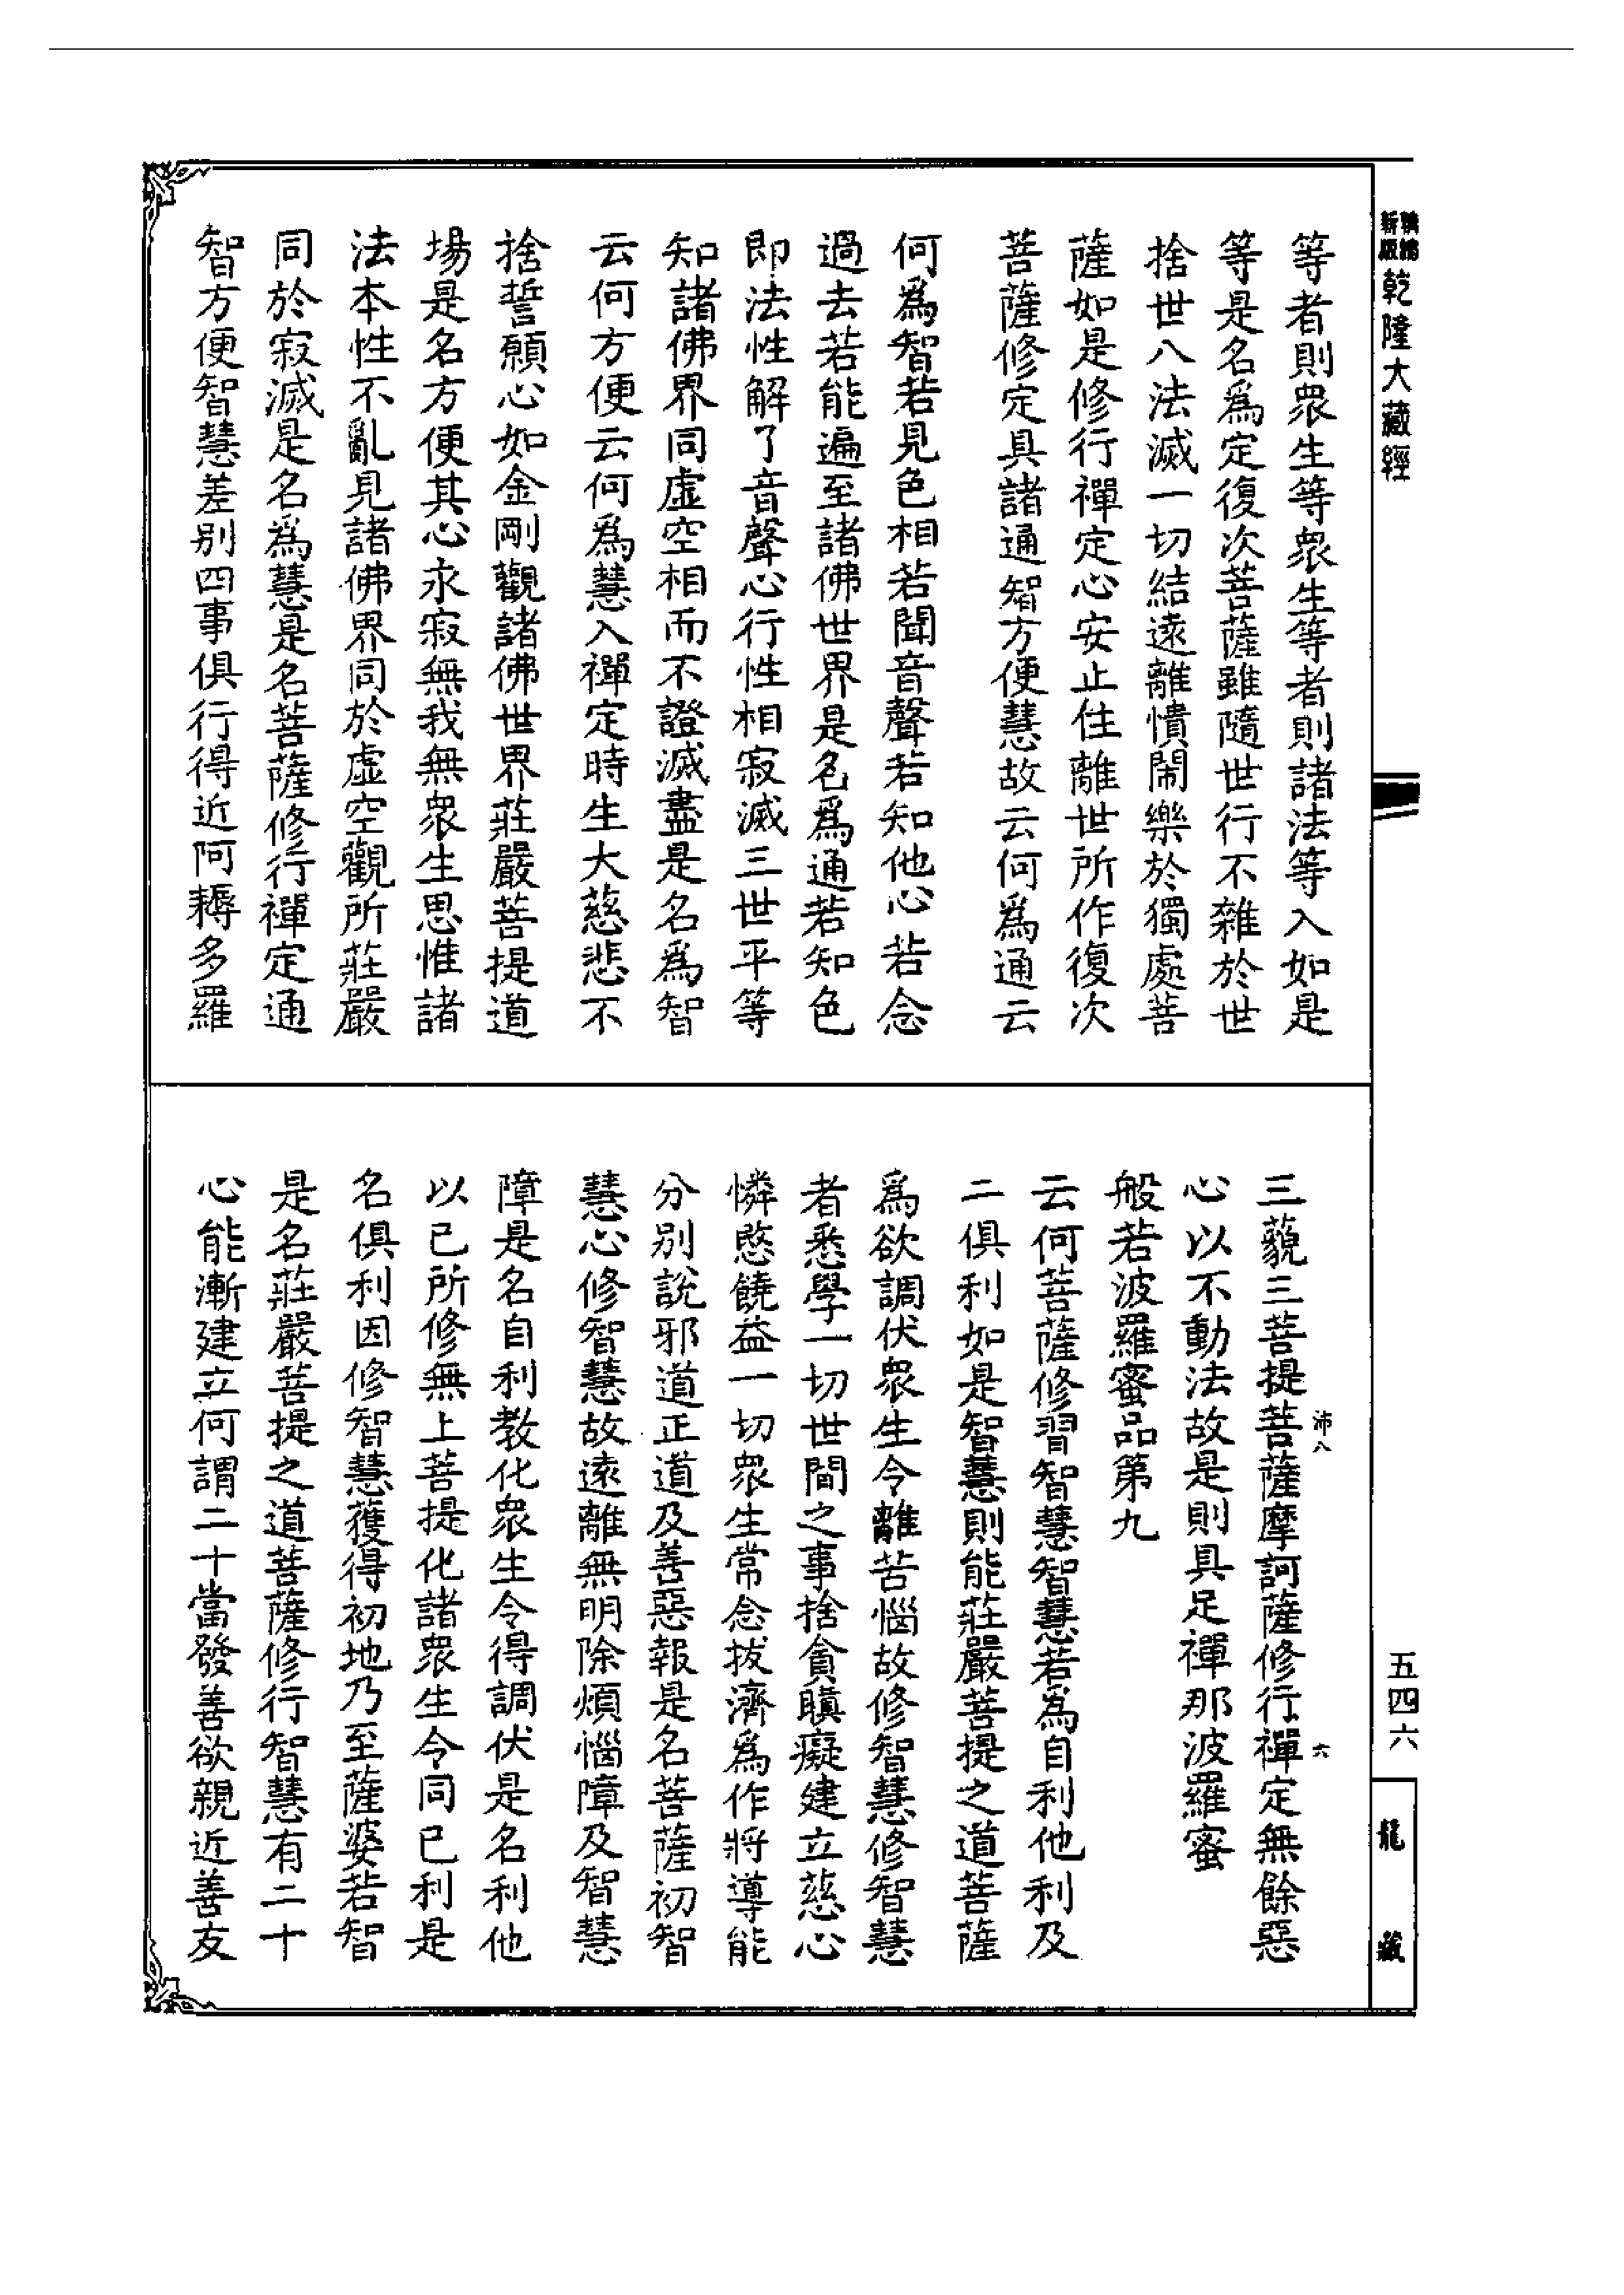 新版
乾隆大藏經
等者則眾生等眾生等者則諸法等入如是
等是名爲定復次菩薩雖隨世行不雜於世
捨世八法滅一切結遠離憒鬧樂於獨處菩
薩如是修行禪定心安止住離世所作復次
菩薩修定具諸通智方便慧故云何爲通云
何爲智若見色相若聞音聲若知他心若念
過去若能遍至諸佛世界是名爲通若知色
即法性解了音聲心行性相寂滅三世平等
知諸佛界同虛空相而不證滅盡是名爲智
云何方便云何爲慧入禪定時生大慈悲不
捨誓願心如金剛觀諸佛世界莊嚴菩提道
場是名方便其心永寂無我無眾生思惟諸
法本性不亂見諸佛界同於虛空觀所莊嚴
同於寂滅是名爲慧是名菩薩修行禪定通
智方便智慧差别四事俱行得近阿耨多羅
沛八
六
三藐三菩提菩薩摩訶薩修行禪定無餘惡
心以不動法故是則具足禪那波羅蜜
般若波羅蜜品第九
云何菩薩修習智慧智慧若爲自利他利及
二俱利如是智慧則能莊嚴菩提之道菩薩
爲欲調伏眾生令離苦惱故修智慧修智慧
者悉學一切世間之事捨貪瞋癡建立慈心
憐愍饒益一切眾生常念拔濟爲作將導能
分别說邪道正道及善惡報是名菩薩初智
慧心修智慧故遠離無明除煩惱障及智慧
障是名自利教化眾生令得調伏是名利他
以已所修無上菩提化諸眾生令同已利是
名俱利因修智慧獲得初地乃至薩婆若智
是名莊嚴菩提之道菩薩修行智慧有二十
心能漸建立何謂二十當發善欲親近善友
五四六
龍藏